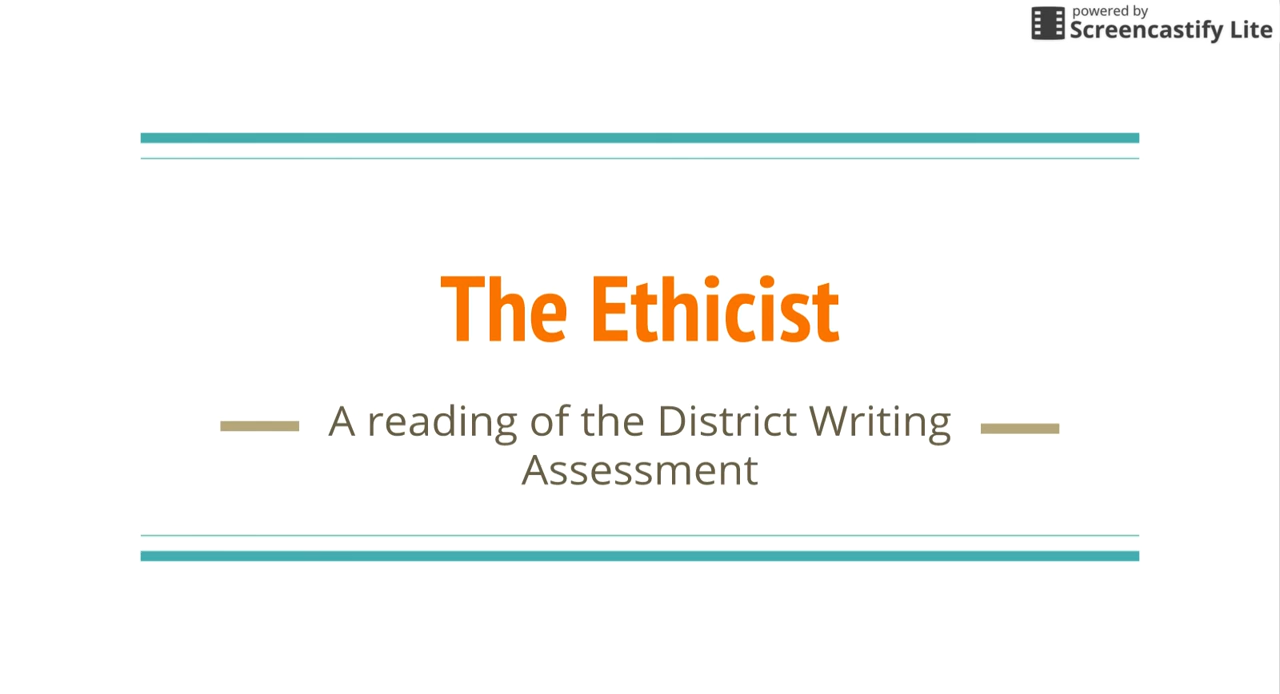 powered by
Screencastify Lite
The Ethicist
A reading of the District Writing
Assessment